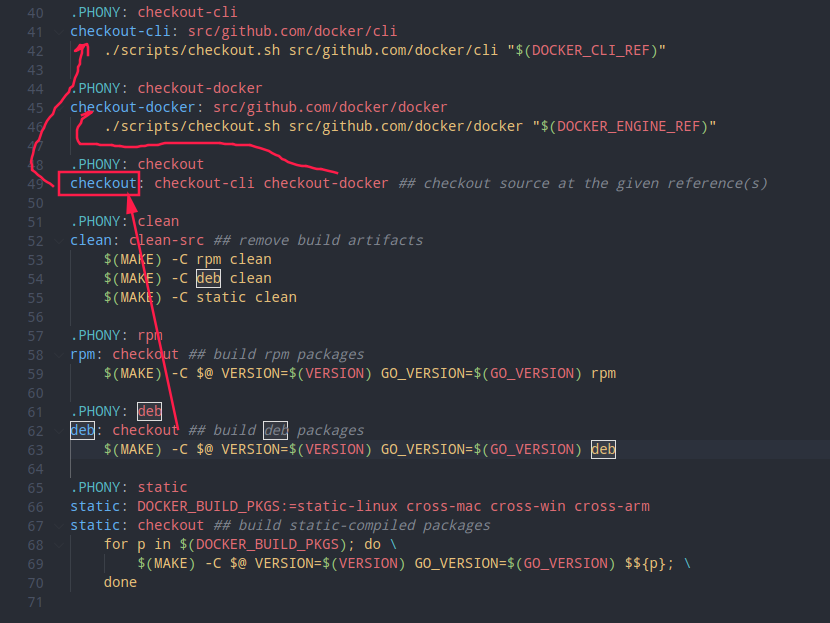 40 .PHONY: checkout-cli
41 checkout-cli: src/github.com/docker/cli
42 ./scripts/checkout.sh src/github.com/docker/cli "$(DOCKER_CLI_REF)"
43
44 .PHONY: checkout-docker
45 checkout-docker: src/github.com/docker/docker
46 ./scripts/checkout.sh src/github.com/docker/docker "$(DOCKER_ENGINE_REF)"
47
48 .PHONY: checkout
49 checkout: checkout-cli checkout-docker ## checkout source at the given reference(s)
50
51 .PHONY: clean
52 clean: clean-src ## remove build artifacts
53 $(MAKE) -C rpm clean
54 $(MAKE) -C deb clean
55 $(MAKE) -C static clean
56
57 .PHONY: rpm
58 rpm: checkout ## build rpm packages
59 $(MAKE) -C $@ VERSION=$(VERSION) GO_VERSION=$(GO_VERSION) rpm
60
61 .PHONY: deb
62 deb: checkout ## build deb packages
63 $(MAKE) -C $@ VERSION=$(VERSION) GO_VERSION=$(GO_VERSION) deb
64
65 .PHONY: static
66 static: DOCKER_BUILD_PKGS:=static-linux cross-mac cross-win cross-arm
67 static: checkout ## build static-compiled packages
68 for p in $(DOCKER_BUILD_PKGS); do \
69 $(MAKE) -C $@ VERSION=$(VERSION) GO_VERSION=$(GO_VERSION) $${p}; \
70 done
71